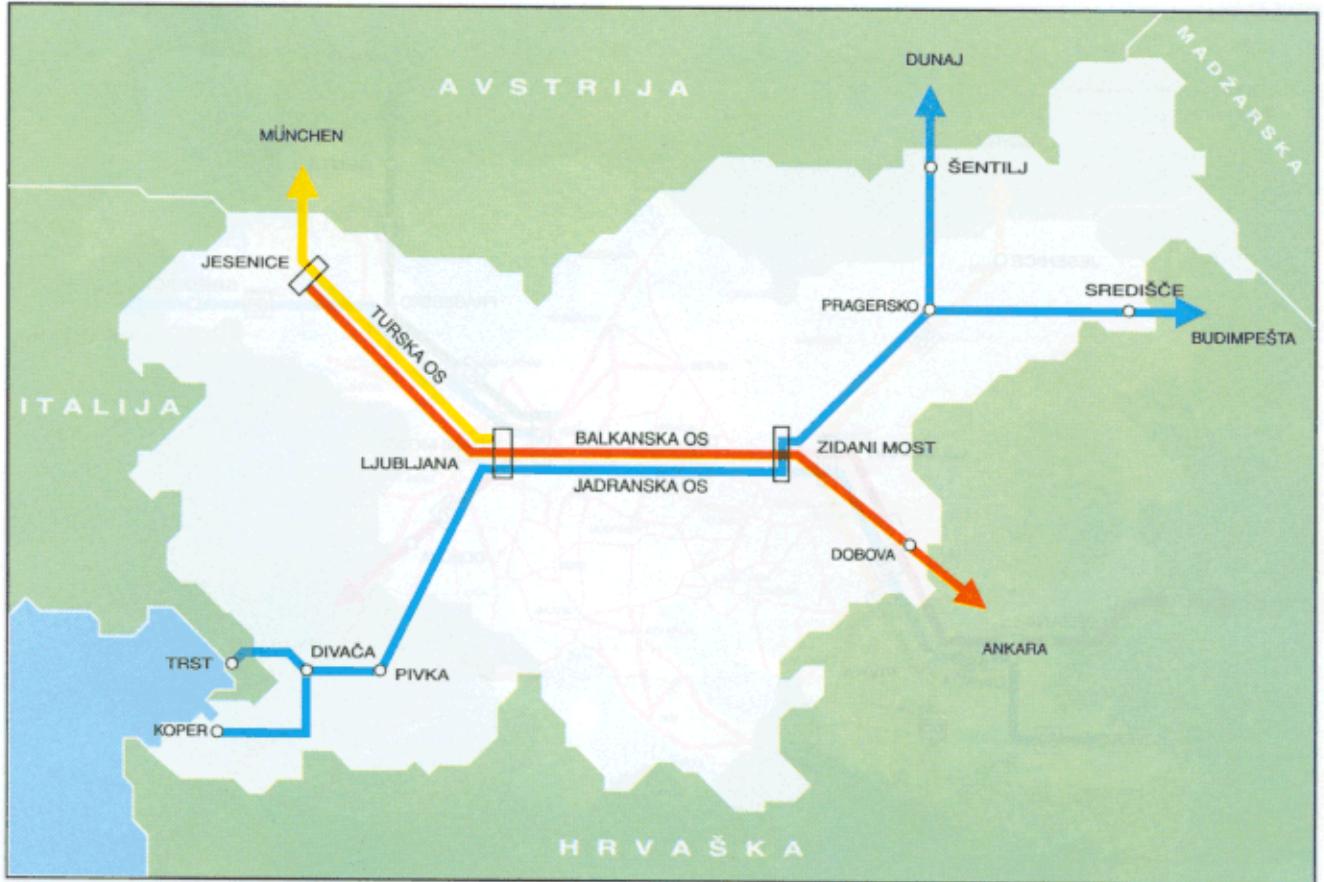 MADŽARSKA
DUNAJ
AVSTRIJA
MÜNCHEN
ŠENTILJ
JESENICE
SREDIŠČE
PRAGERSKO
TURSKA OS
BUDIMPEŠTA
ITALIJA
BALKANSKA OS
ZIDANI MOST
LJUBLJANA
JADRANSKA OS
DOBOVA
ANKARA
DIVAČA
TRST
PIVKA
KOPER
HRVAŠKA